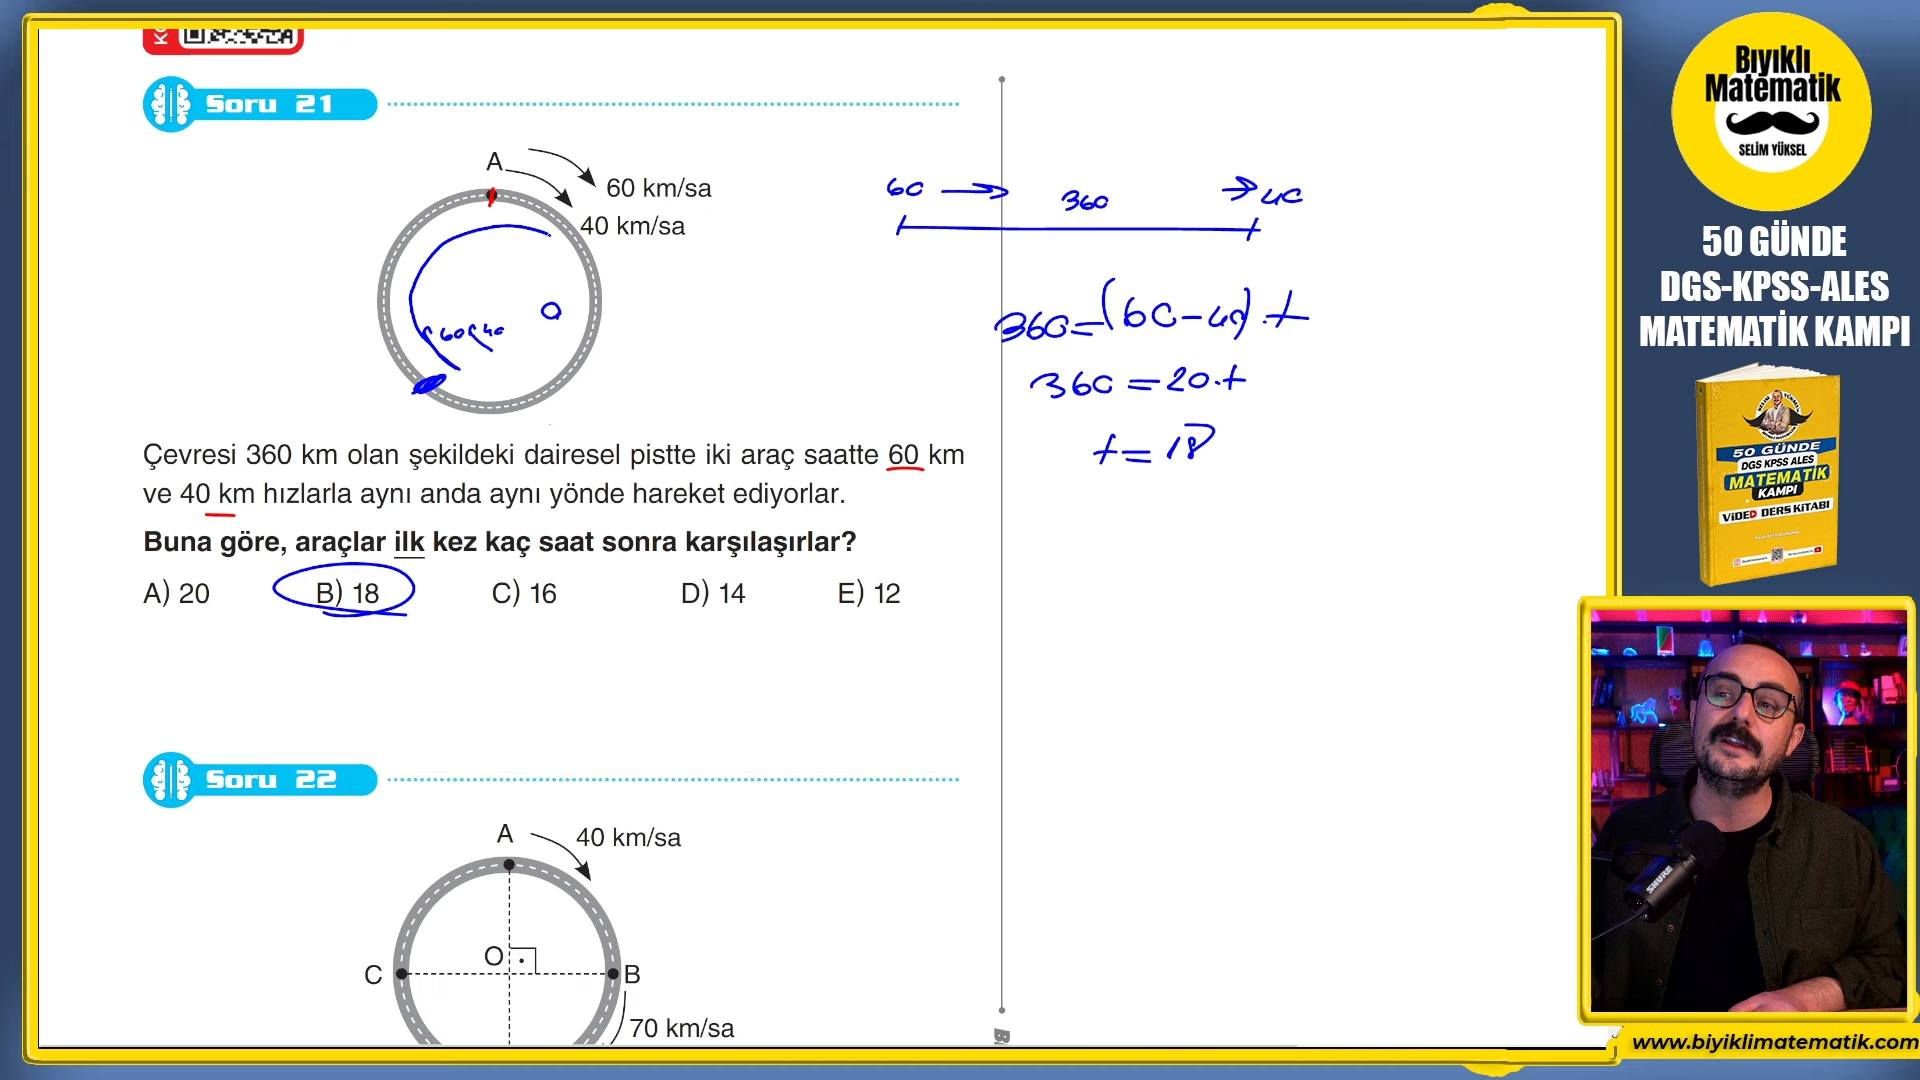 Soru 21
A
60 km/sa
40 km/sa
60 40
Çevresi 360 km olan şekildeki dairesel pistte iki araç saatte 60 km
ve 40 km hızlarla aynı anda aynı yönde hareket ediyorlar.
Buna göre, araçlar ilk kez kaç saat sonra karşılaşırlar?
A) 20 B) 18 C) 16 D) 14 E) 12
60 360 40
360=(60-40).t
360=20.t
t=18
Soru 22
A
40 km/sa
O
C B
70 km/sa
Bıyıklı
Matematik
SELİM YÜKSEL
50 GÜNDE
DGS-KPSS-ALES
MATEMATİK KAMPI
50 GÜNDE
DGS KPSS ALES
MATEMATİK
KAMPI
VİDEO DERS KİTABI
SHURE
www.biyiklimatematik.com